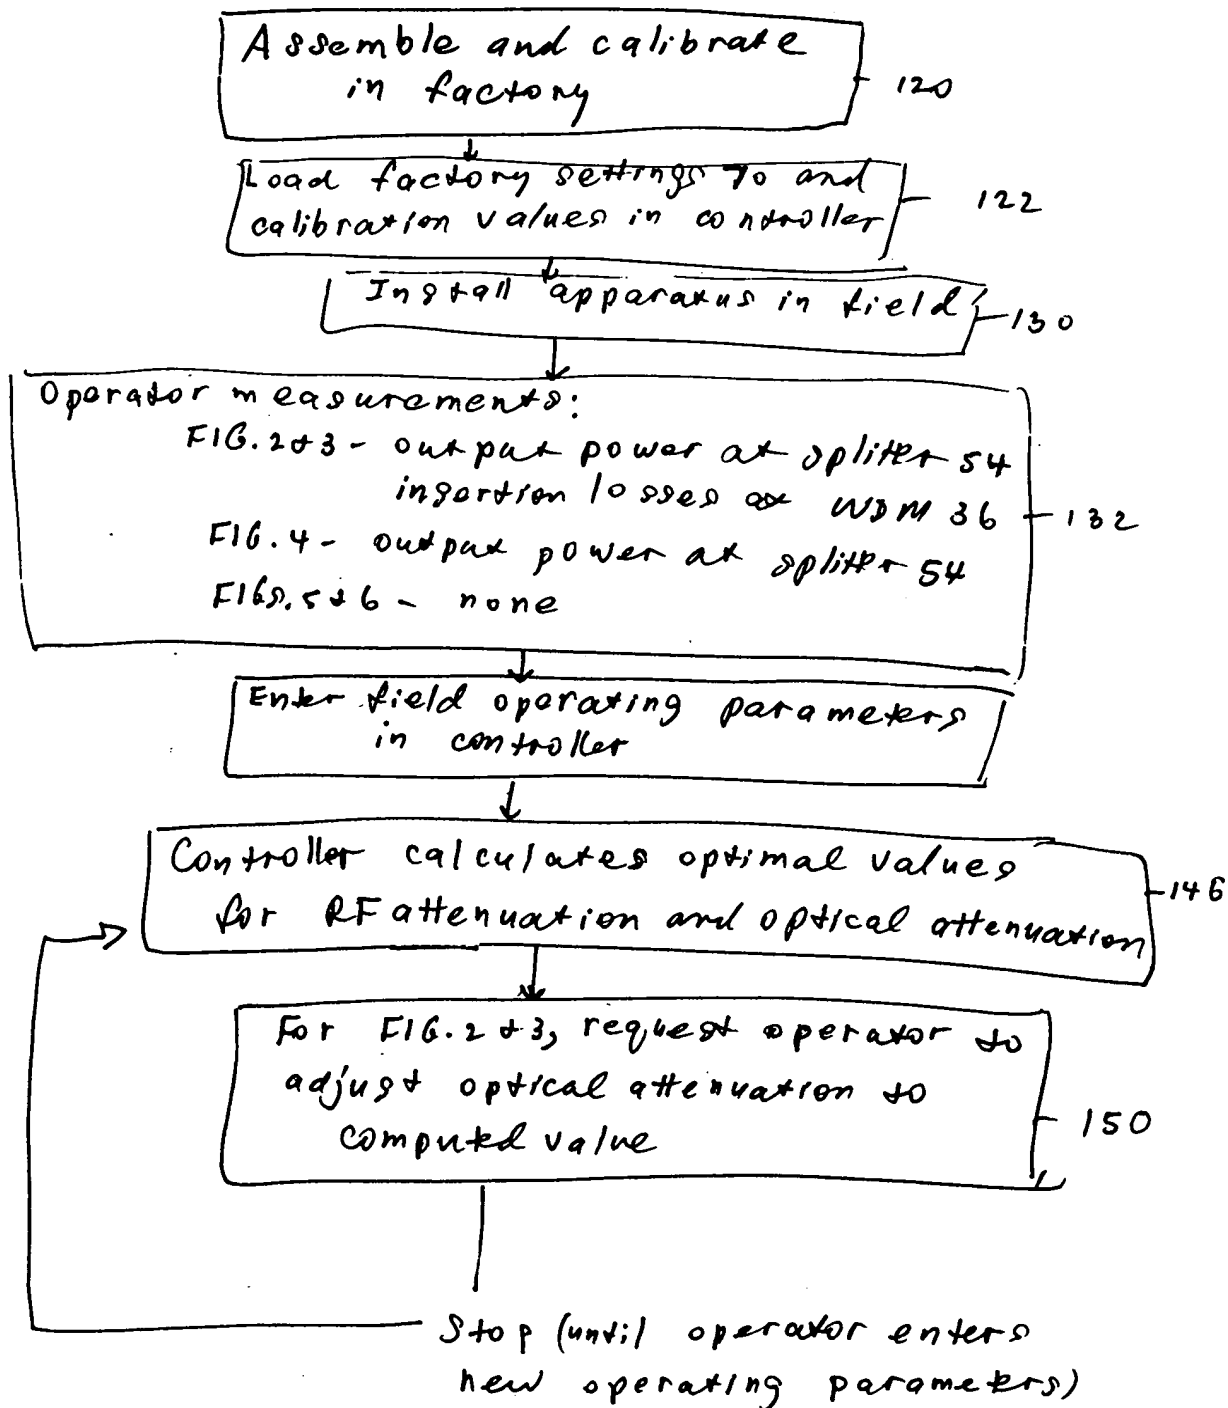 Assemble and calibrate
in factory
120
Load factory settings To and
calibration values in controller
122
Install apparatus in field
130
Operator measurements:
FIG. 2 & 3 - output power at splitter 54
insertion losses at WDM 36
132
FIG. 4 - output power at splitter 54
FIGS. 5 & 6 - none
Enter field operating parameters
in controller
Controller calculates optimal values
for RF attenuation and optical attenuation
146
For FIG. 2 & 3, request operator to
adjust optical attenuation to
computed value
150
Stop (until operator enters
new operating parameters)